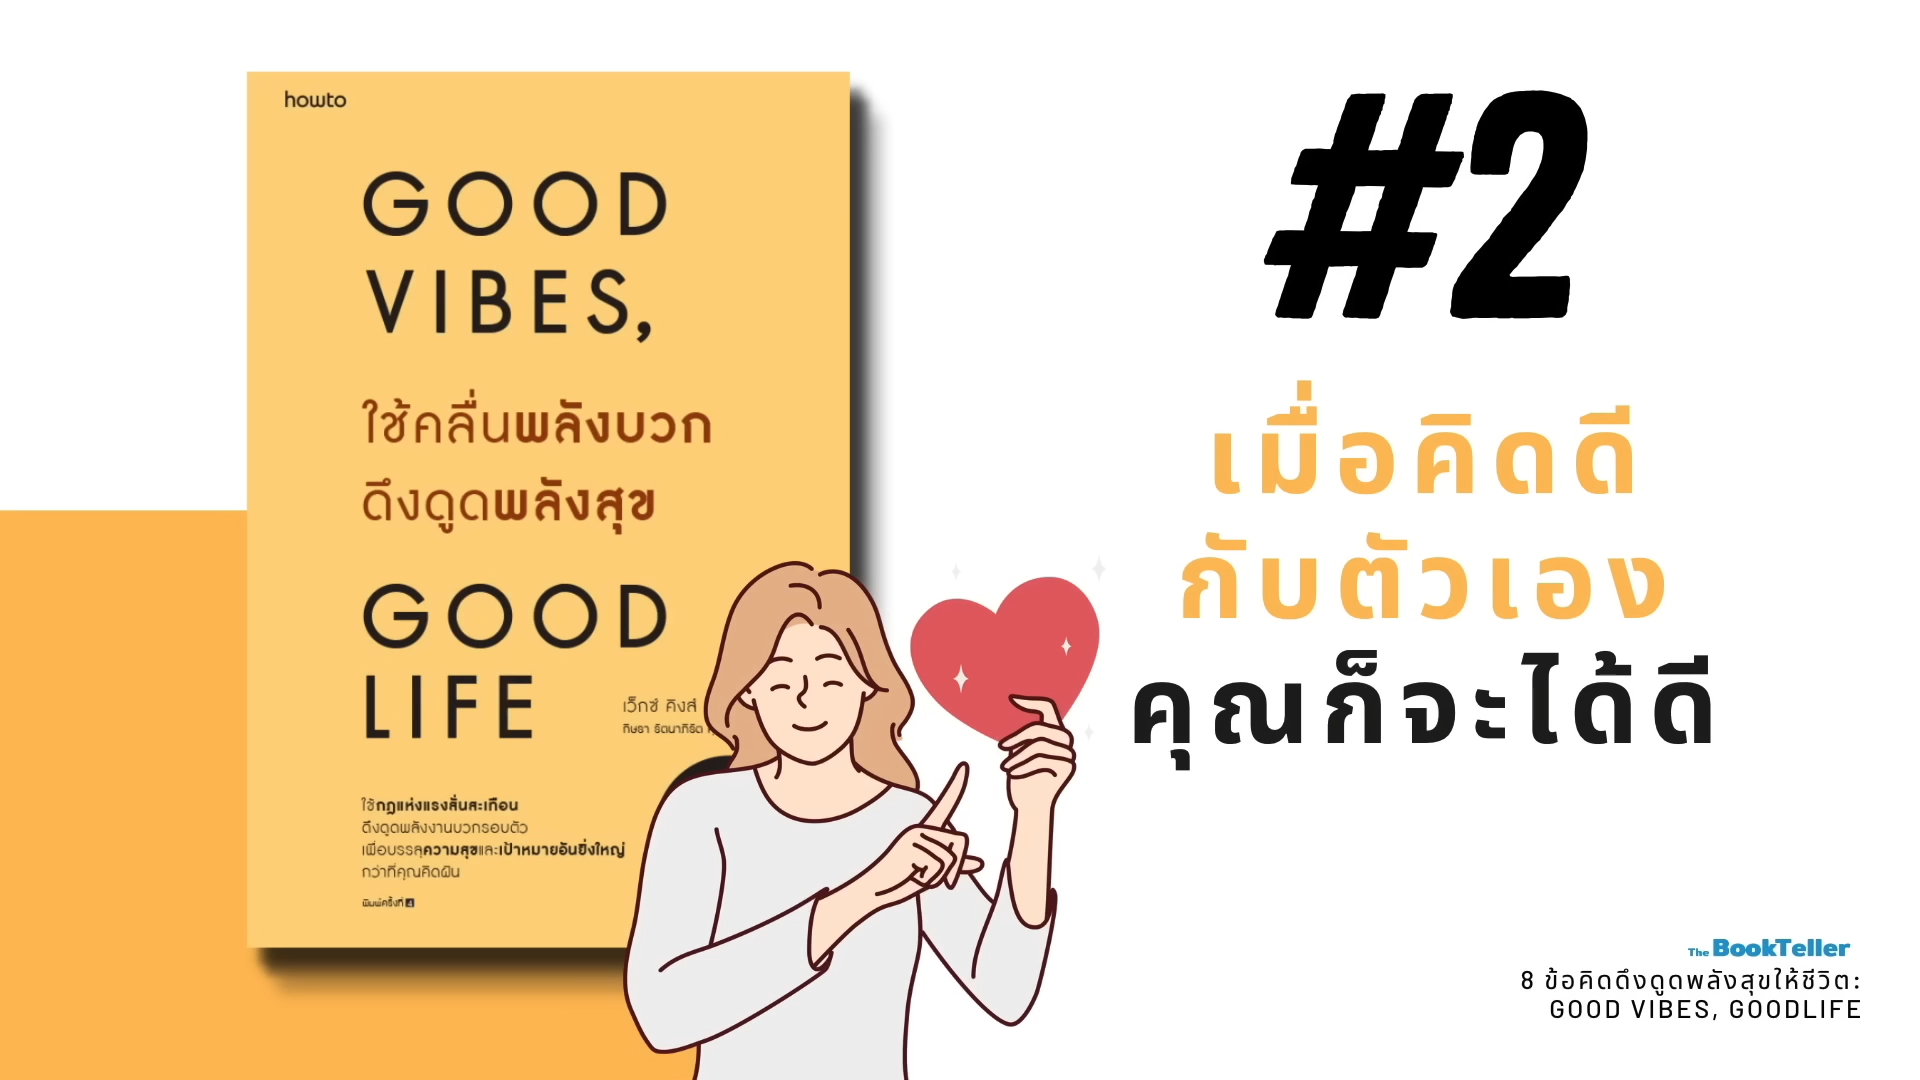 howto
GOOD
VIBES,
ใช้คลื่นพลังบวก
ดึงดูดพลังสุข
GOOD
LIFE
เว็กซ์ คิงส์
ใช้กฎแห่งแรงสั่นสะเทือน
ดึงดูดพลังงานบวกรอบตัว
เพื่อบรรลุความสุขและเป้าหมายอันยิ่งใหญ่
กว่าที่คุณคิดฝัน
พิมพ์ครั้งที่ 4
#2
เมื่อคิดดี
กับตัวเอง
คุณก็จะได้ดี
The BookTeller
8 ข้อคิดดึงดูดพลังสุขให้ชีวิต:
GOOD VIBES, GOODLIFE